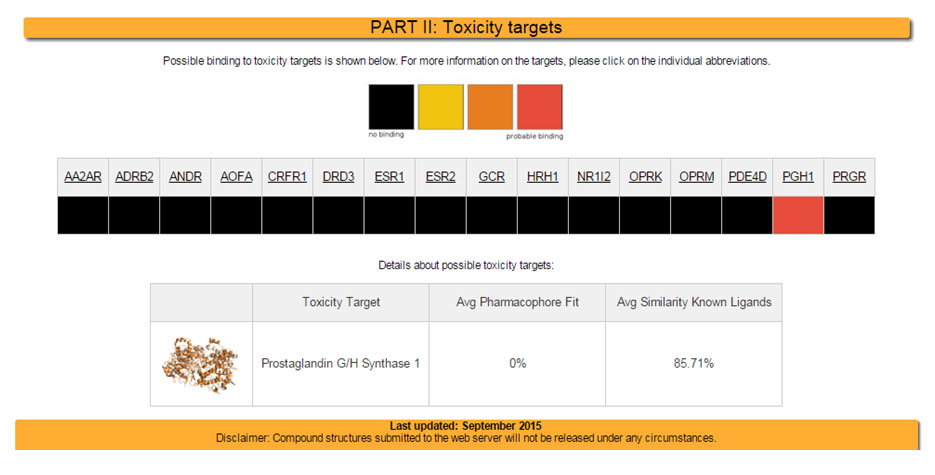 PART II: Toxicity targets
Possible binding to toxicity targets is shown below. For more information on the targets, please click on the individual abbreviations.
no binding probable binding
AA2AR ADRB2 ANDR AOFA CRFR1 DRD3 ESR1 ESR2 GCR HRH1 NR1I2 OPRK OPRM PDE4D PGH1 PRGR
Details about possible toxicity targets:
Toxicity Target Avg Pharmacophore Fit Avg Similarity Known Ligands
Prostaglandin G/H Synthase 1 0% 85.71%
Last updated: September 2015
Disclaimer: Compound structures submitted to the web server will not be released under any circumstances.